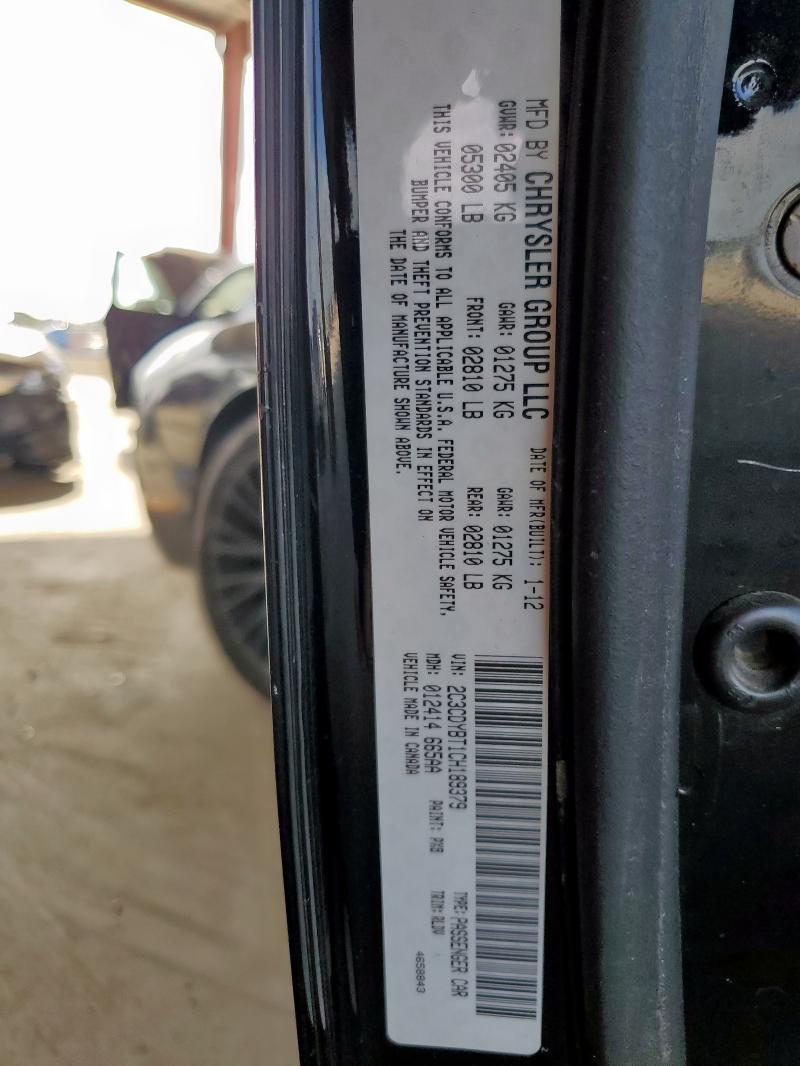 MFD BY CHRYSLER GROUP LLC DATE OF MFR(BUILT): 1-12
GVWR: 02405 KG GAWR: 01275 KG GAWR: 01275 KG
05300 LB FRONT: 02810 LB REAR: 02810 LB
THIS VEHICLE CONFORMS TO ALL APPLICABLE U.S.A. FEDERAL MOTOR VEHICLE SAFETY,
BUMPER AND THEFT PREVENTION STANDARDS IN EFFECT ON
THE DATE OF MANUFACTURE SHOWN ABOVE.
VIN: 2C3CDYBT1CH189379 TYPE: PASSENGER CAR
MDH: 012414 665AA PAINT: PX8 TRIM: RLDV
VEHICLE MADE IN CANADA 4658843